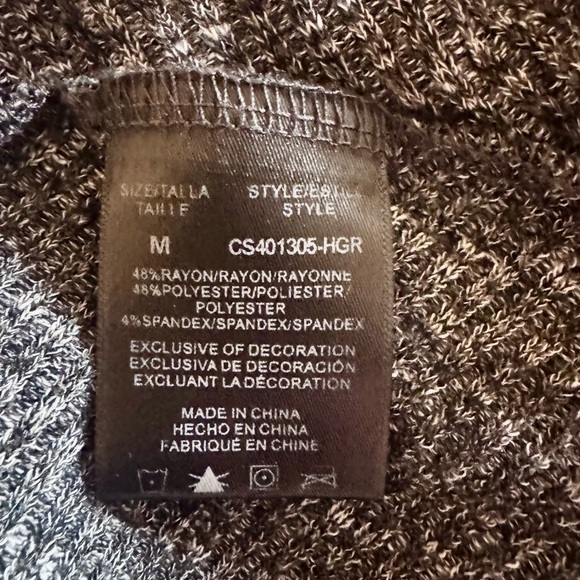 SIZE/TALLA STYLE/ESTILO
TAILLE STYLE
M CS401305-HGR
48%RAYON/RAYON/RAYONNE
48%POLYESTER/POLIESTER/
POLYESTER
4%SPANDEX/SPANDEX/SPANDEX
EXCLUSIVE OF DECORATION
EXCLUSIVA DE DECORACIÓN
EXCLUANT LA DÉCORATION
MADE IN CHINA
HECHO EN CHINA
FABRIQUÉ EN CHINE